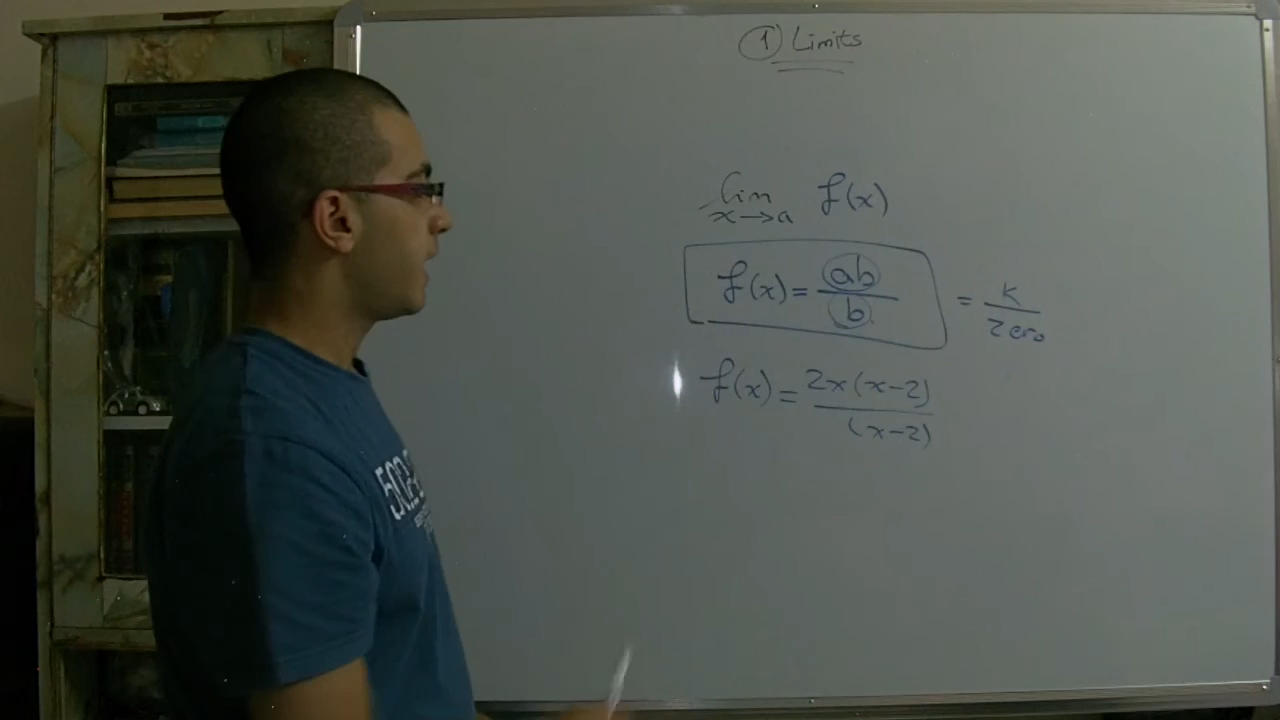 ① Limits
lim x→a f(x)
f(x) = ab/b = K/Zero
f(x) = 2x(x-2)/(x-2)